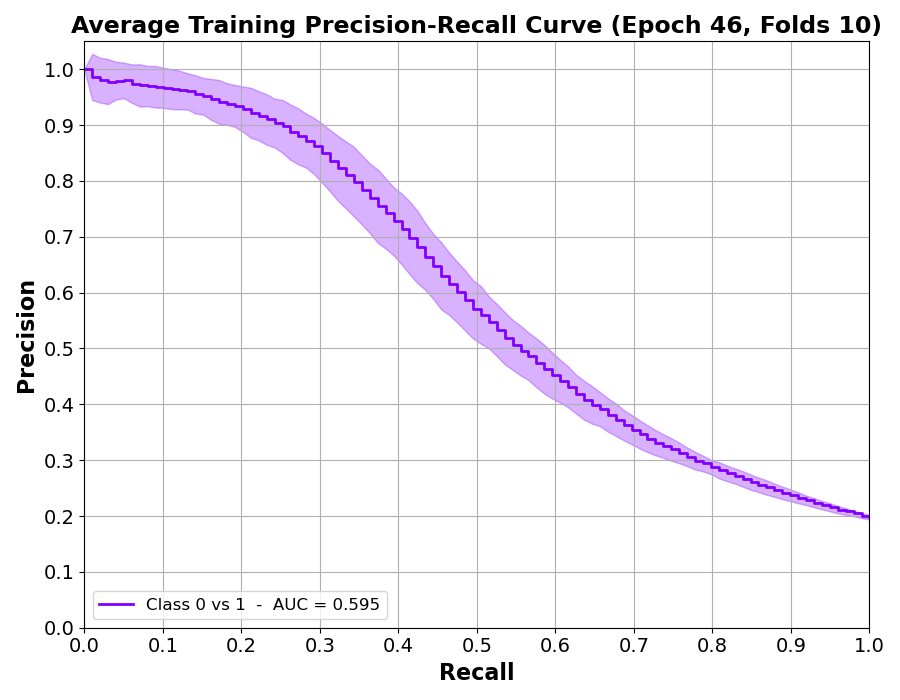 Average Training Precision-Recall Curve (Epoch 46, Folds 10)
1.0
0.9
0.8
0.7
0.6
0.5
0.4
0.3
0.2
0.1
0.0
Precision
Class 0 vs 1 - AUC = 0.595
0.0 0.1 0.2 0.3 0.4 0.5 0.6 0.7 0.8 0.9 1.0
Recall